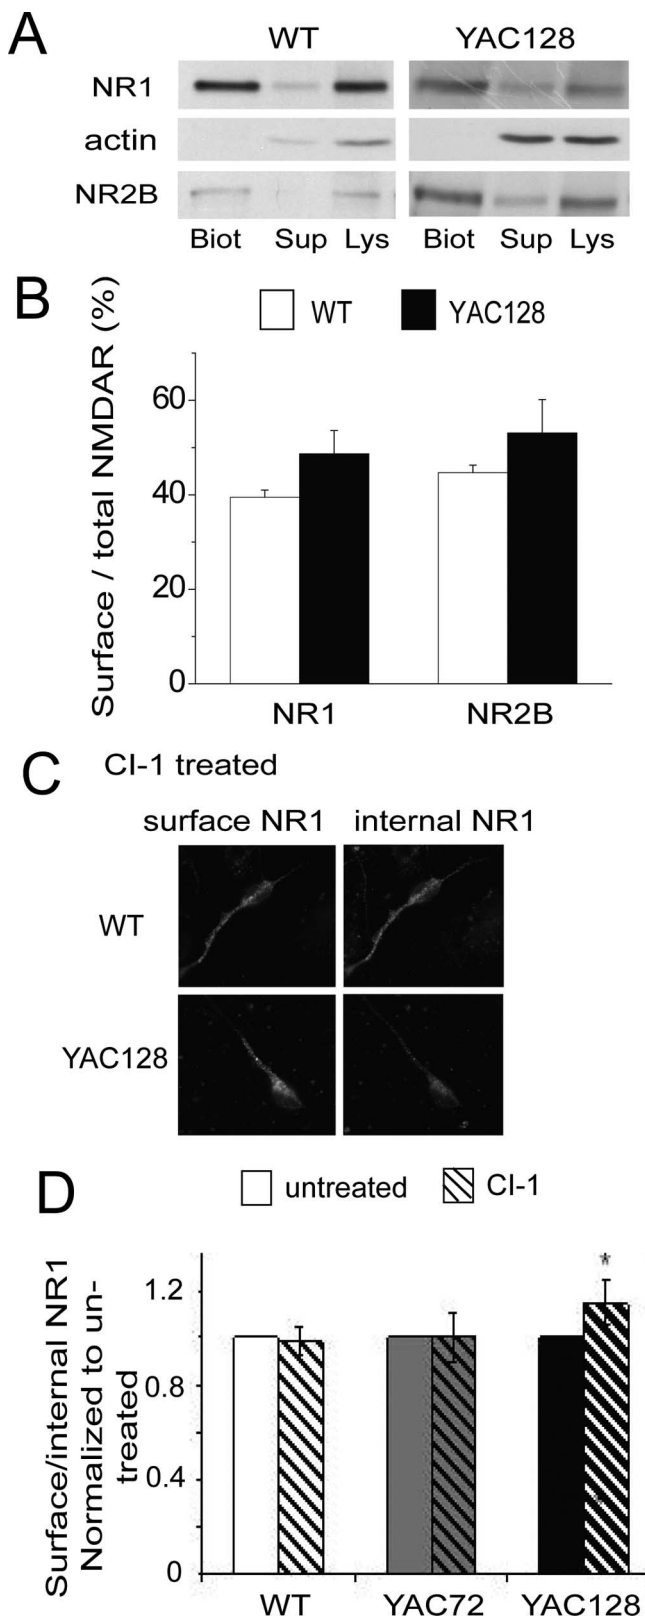 A
WT YAC128
NR1
actin
NR2B
Biot Sup Lys Biot Sup Lys
B
WT YAC128
Surface / total NMDAR (%)
60
40
20
0
NR1 NR2B
C CI-1 treated
surface NR1 internal NR1
WT
YAC128
D untreated CI-1
Surface/internal NR1
Normalized to un-
treated
*
1.2
0.8
0.4
0
WT YAC72 YAC128